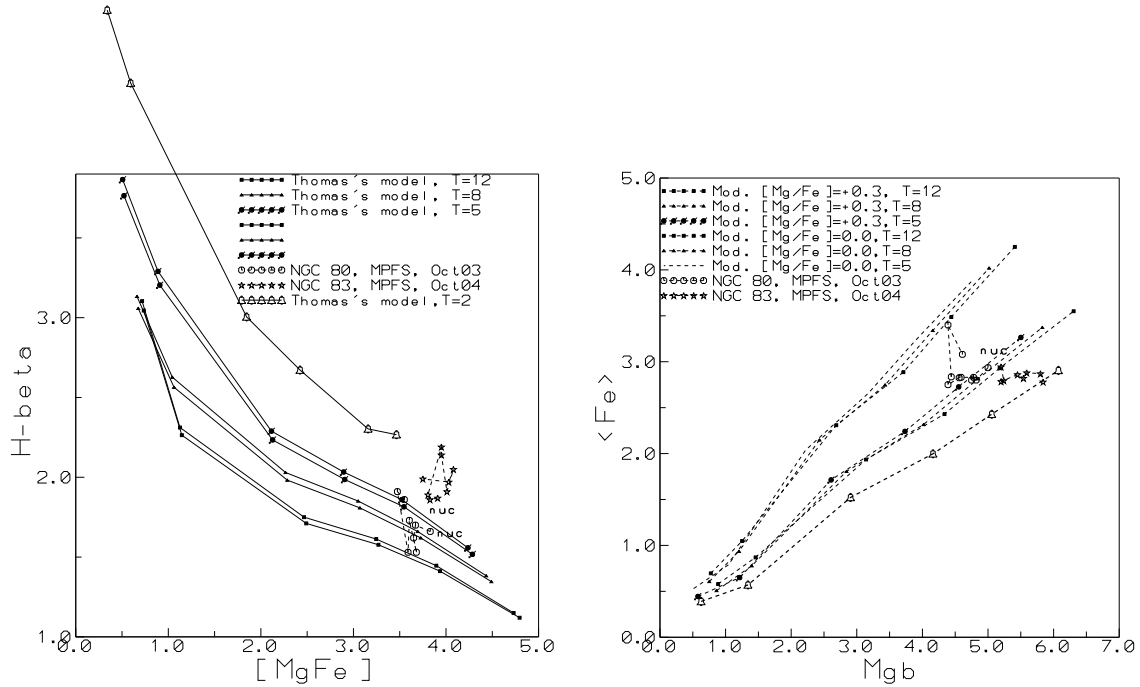 Thomas's model, T=12
Thomas's model, T=8
Thomas's model, T=5
NGC 80, MPFS, Oct03
NGC 83, MPFS, Oct04
Thomas's model,T=2
H-beta
3.0
2.0
1.0
nuc
nuc
0.0 1.0 2.0 3.0 4.0 5.0
[MgFe]
5.0
4.0
3.0
2.0
1.0
0.0
Mod. [Mg/Fe]=+0.3, T=12
Mod. [Mg/Fe]=+0.3,T=8
Mod. [Mg/Fe]=+0.3,T=5
Mod. [Mg/Fe]=0.0,T=12
Mod. [Mg/Fe]=0.0,T=8
Mod. [Mg/Fe]=0.0,T=5
NGC 80, MPFS, Oct03
NGC 83, MPFS, Oct04
nuc
<Fe>
0.0 1.0 2.0 3.0 4.0 5.0 6.0 7.0
Mgb